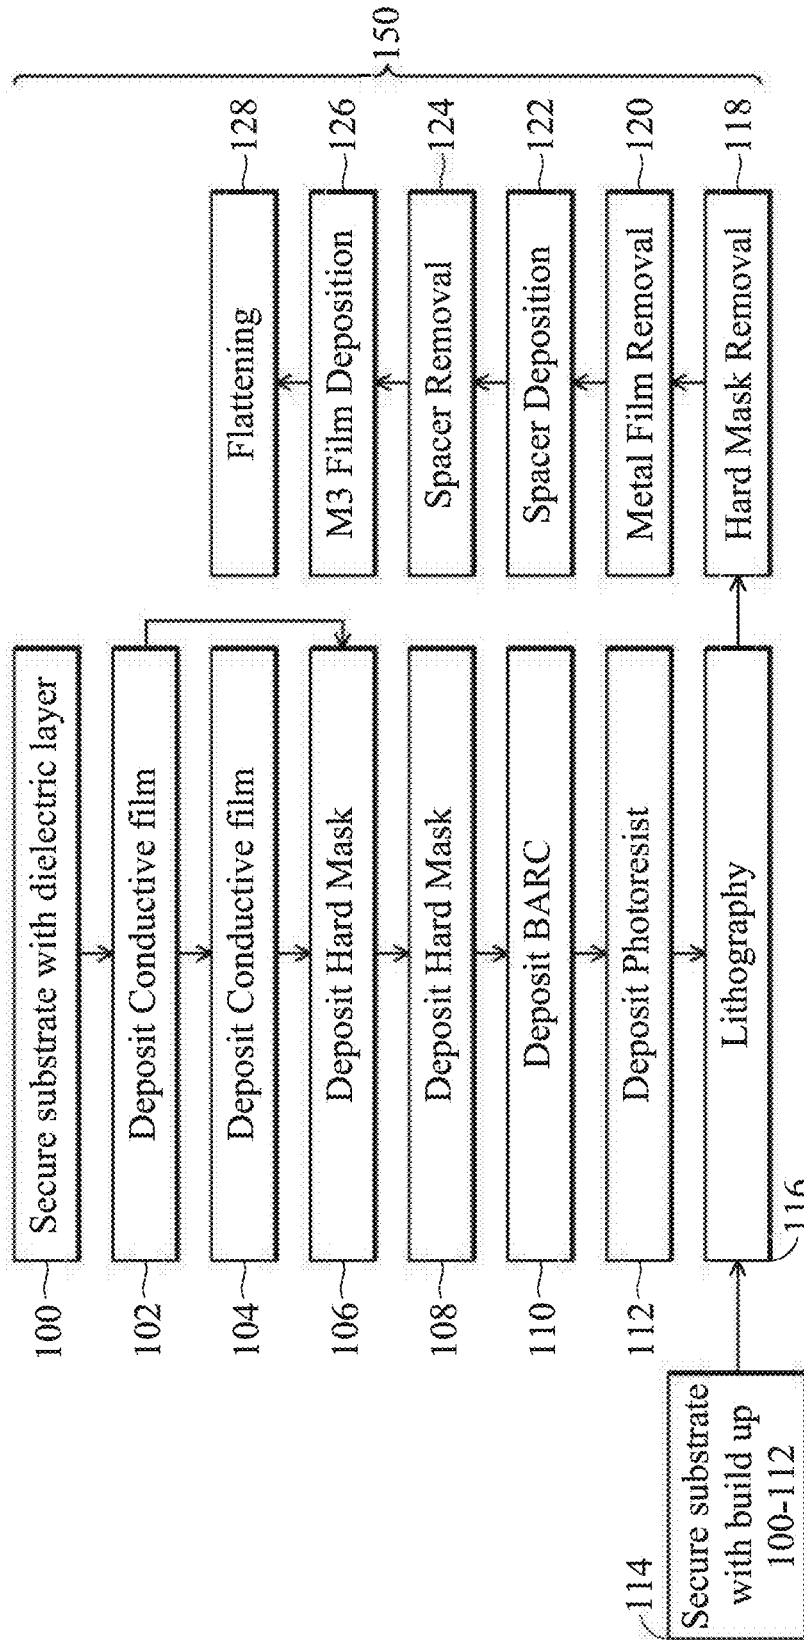 100
Secure substrate with dielectric layer
102
Deposit Conductive film
104
Deposit Conductive film
106
Deposit Hard Mask
108
Deposit Hard Mask
110
Deposit BARC
112
Deposit Photoresist
114
Secure substrate
with build up
100-112
116
Lithography
Hard Mask Removal
118
Metal Film Removal
120
Spacer Deposition
122
Spacer Removal
124
M3 Film Deposition
126
Flattening
128
150